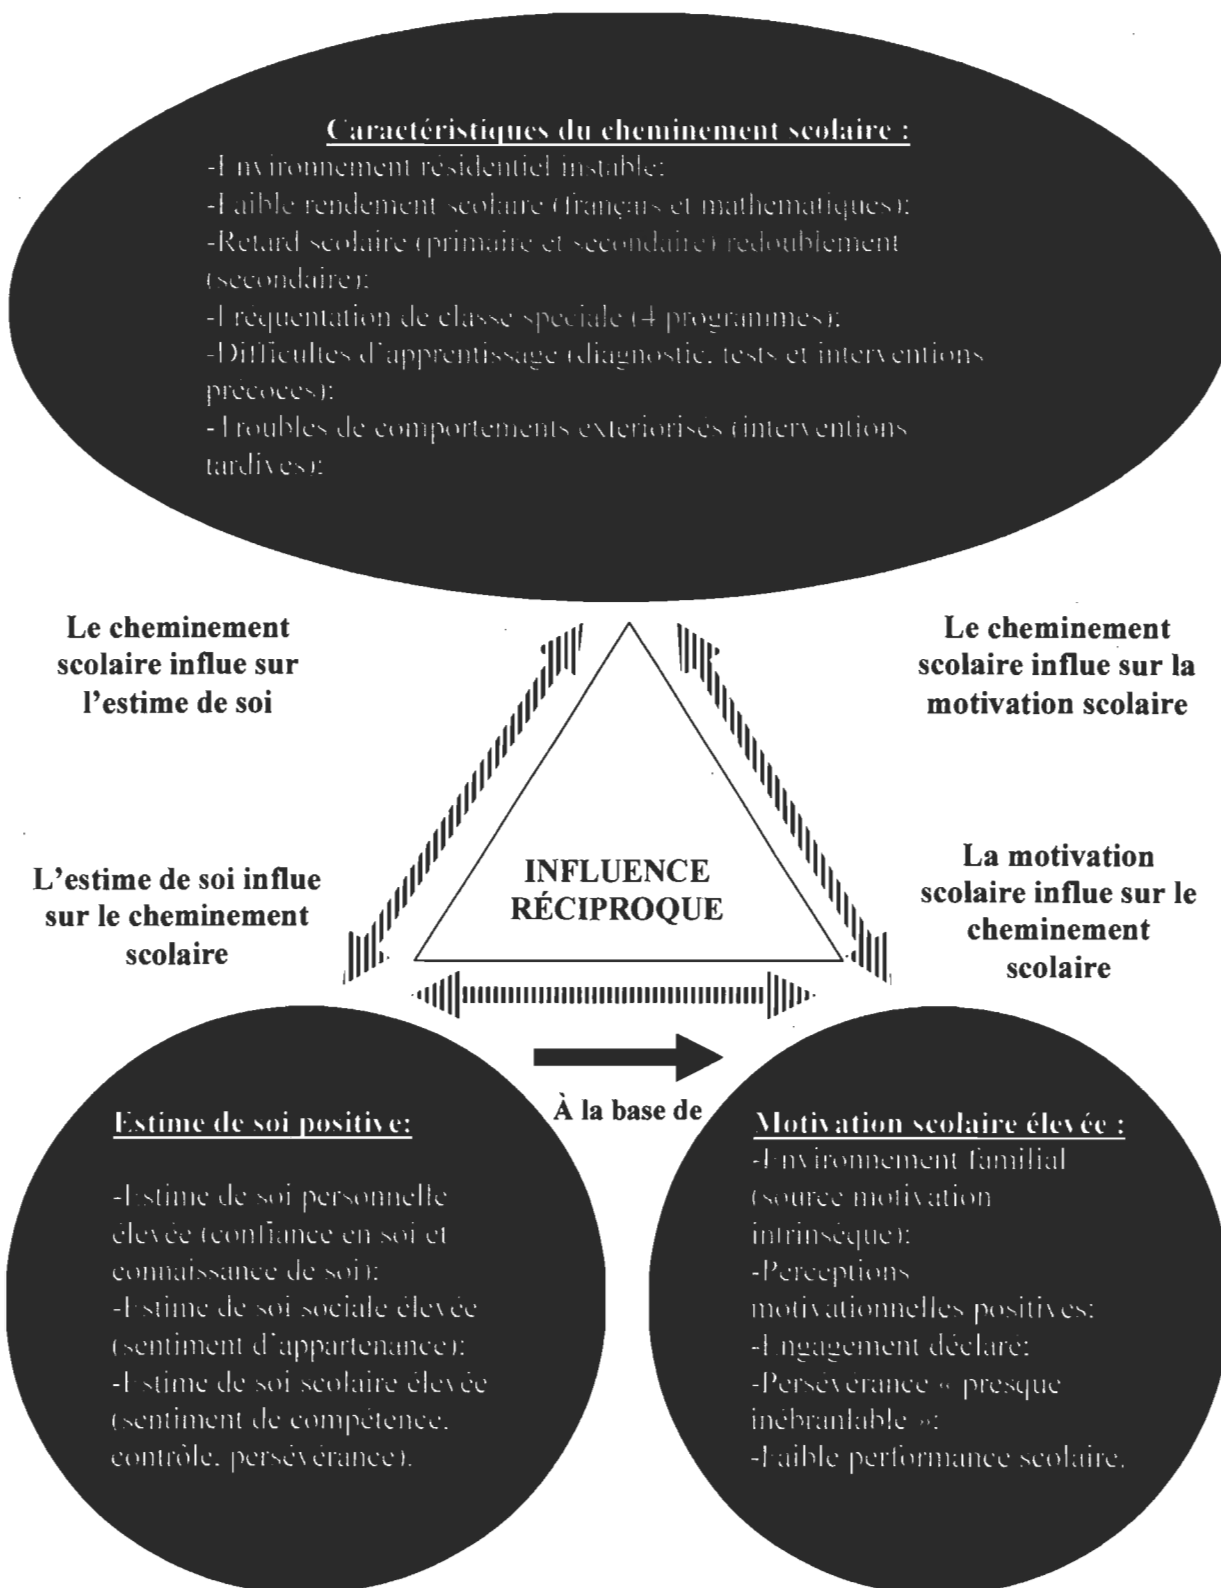 Caractéristiques du cheminement scolaire :
-Environnement résidentiel instable;
-Faible rendement scolaire (français et mathematiques);
-Retard scolaire (primaire et secondaire) redoublement
(secondaire);
-Fréquentation de classe spéciale (4 programmes);
-Difficultes d'apprentissage (diagnostic, tests et interventions
précoces);
-Troubles de comportements exteriorisés (interventions
tardives);
Le cheminement
scolaire influe sur
l'estime de soi
Le cheminement
scolaire influe sur la
motivation scolaire
L'estime de soi influe
sur le cheminement
scolaire
INFLUENCE
RÉCIPROQUE
La motivation
scolaire influe sur le
cheminement
scolaire
À la base de
Estime de soi positive:
-Estime de soi personnelle
élevée (confiance en soi et
connaissance de soi);
-Estime de soi sociale élevée
(sentiment d'appartenance);
-Estime de soi scolaire élevée
(sentiment de compétence,
contrôle, persévérance).
Motivation scolaire élevée :
-Environnement familial
(source motivation
intrinsèque);
-Perceptions
motivationnelles positives;
-Engagement déclaré;
-Persévérance « presque
inébranlable »;
-Faible performance scolaire.